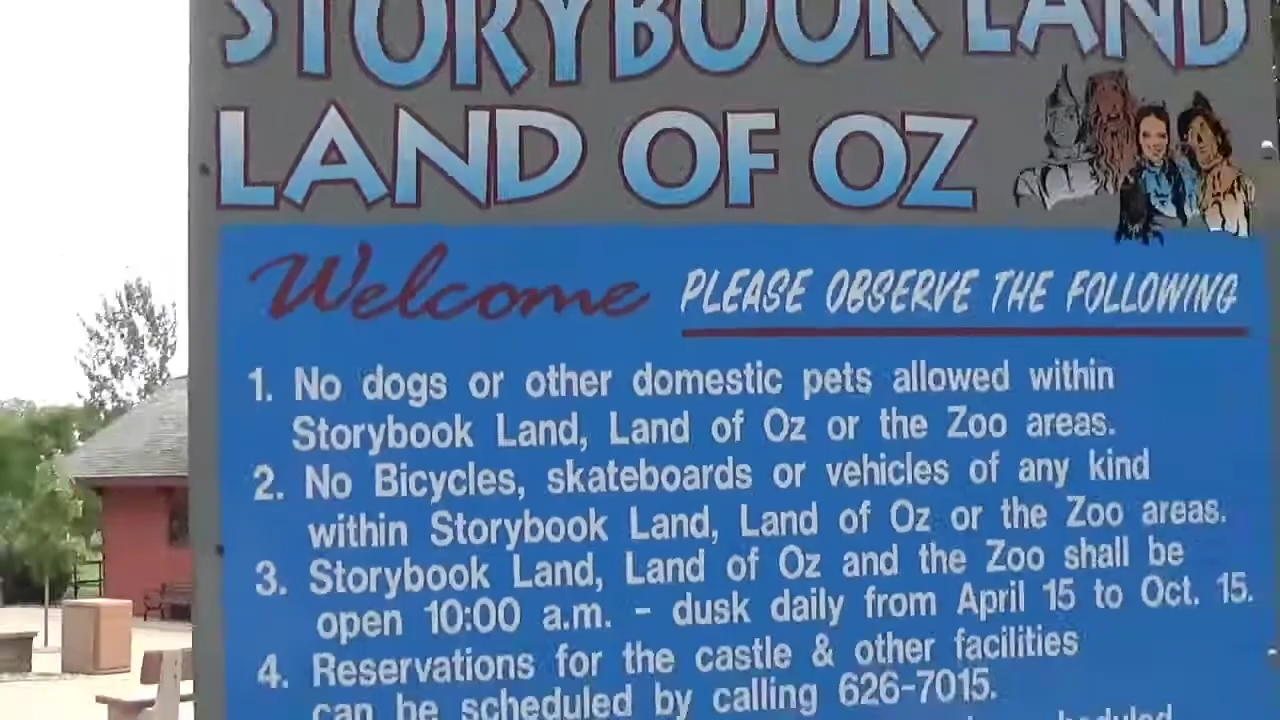 STORYBOOK LAND
LAND OF OZ
Welcome PLEASE OBSERVE THE FOLLOWING
1. No dogs or other domestic pets allowed within
Storybook Land, Land of Oz or the Zoo areas.
2. No Bicycles, skateboards or vehicles of any kind
within Storybook Land, Land of Oz or the Zoo areas.
3. Storybook Land, Land of Oz and the Zoo shall be
open 10:00 a.m. - dusk daily from April 15 to Oct. 15.
4. Reservations for the castle & other facilities
can be scheduled by calling 626-7015.